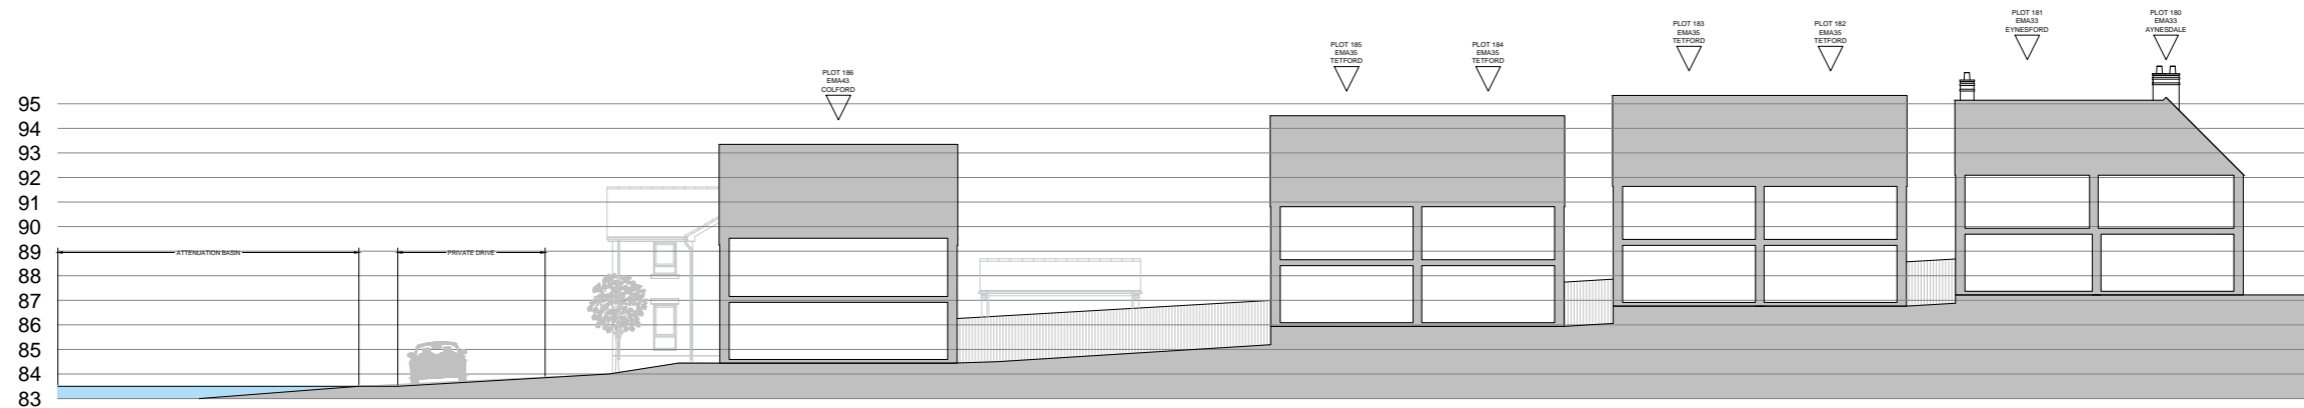 PLOT 181
EMA33
EYNESFORD
PLOT 180
EMA33
AYNESDALE
PLOT 183
EMA35
TETFORD
PLOT 182
EMA35
TETFORD
PLOT 185
EMA35
TETFORD
PLOT 184
EMA35
TETFORD
PLOT 186
EMA43
COLFORD
95
94
93
92
91
90
89
ATTENUATION BASIN
PRIVATE DRIVE
88
87
86
85
84
83